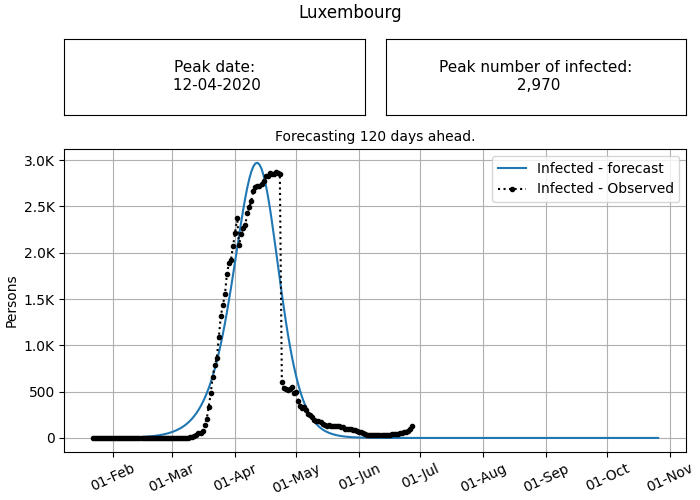 Luxembourg
Peak date:
12-04-2020
Peak number of infected:
2,970
Forecasting 120 days ahead.
Infected - forecast
Infected - Observed
3.0K
2.5K
2.0K
1.5K
1.0K
500
0
Persons
01-Feb
01-Mar
01-Apr
01-May
01-Jun
01-Jul
01-Aug
01-Sep
01-Oct
01-Nov